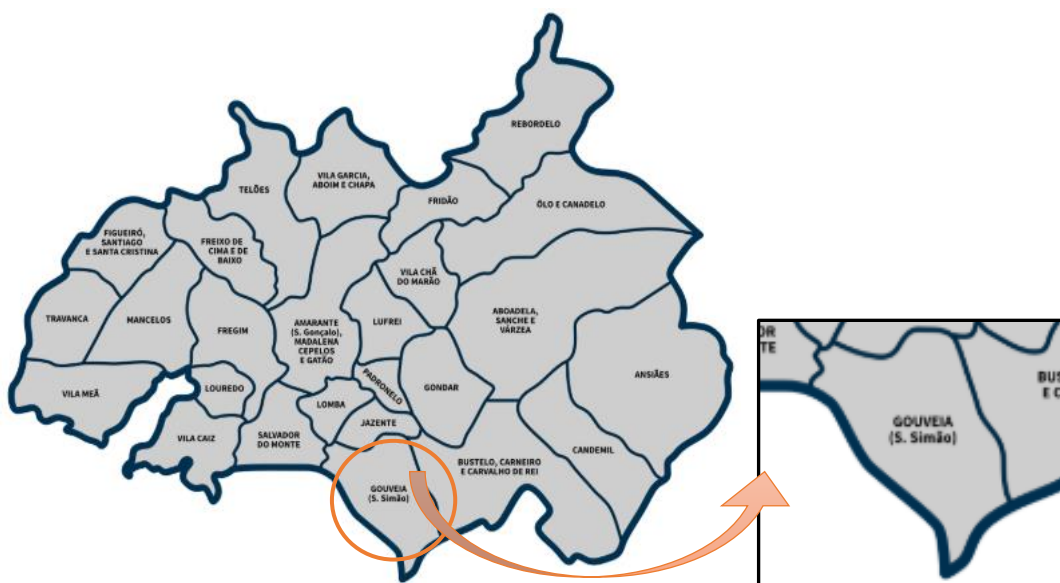 REBORDELO
VILA GARCIA,
ABOIM E CHAPA
TELÕES
FRIDÃO
ÔLO E CANADELO
FIGUEIRÓ,
SANTIAGO
E SANTA CRISTINA
FREIXO DE
CIMA E DE
BAIXO
VILA CHÃ
DO MARÃO
TRAVANCA
MANCELOS
FREGIM
AMARANTE
(S. Gonçalo),
MADALENA
CEPELOS
E GATÃO
LUFREI
ABOADELA,
SANCHE E
VÁRZEA
ANSIÃES
VILA MEÃ
LOUREDO
LOMBA
PADRONELO
GONDAR
JAZENTE
VILA CAIZ
SALVADOR
DO MONTE
GOUVEIA
(S. Simão)
BUSTELO, CARNEIRO
E CARVALHO DE REI
CANDEMIL
OR
TE
BUS
E C
GOUVEIA
(S. Simão)